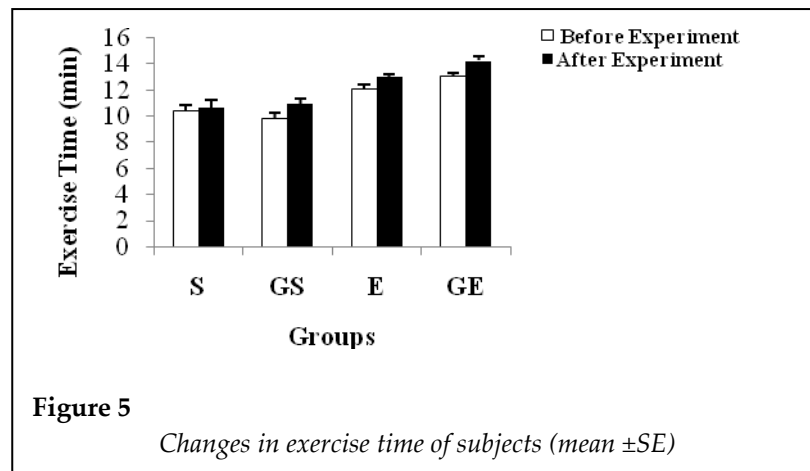 16
14
12
10
8
6
4
2
0
Exercise Time (min)
S GS E GE
Groups
Before Experiment
After Experiment
Figure 5
Changes in exercise time of subjects (mean ±SE)